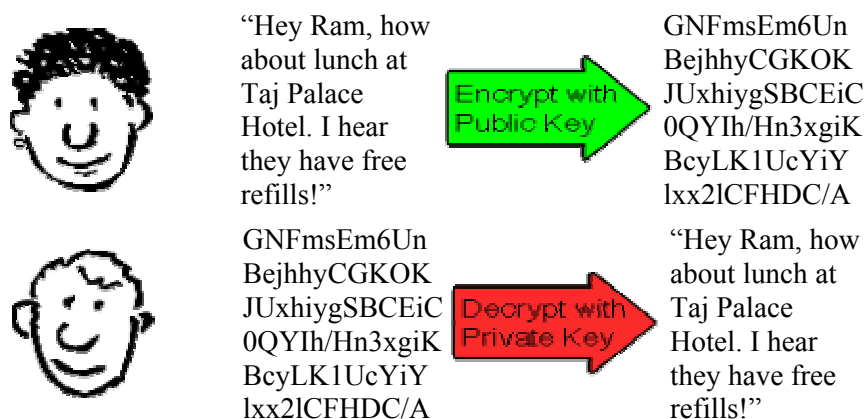 “Hey Ram, how
about lunch at
Taj Palace
Hotel. I hear
they have free
refills!”
Encrypt with
Public Key
GNFmsEm6Un
BejhhyCGKOK
JUxhiygSBCEiC
0QYIh/Hn3xgiK
BcyLK1UcYiY
lxx2lCFHDC/A
GNFmsEm6Un
BejhhyCGKOK
JUxhiygSBCEiC
0QYIh/Hn3xgiK
BcyLK1UcYiY
lxx2lCFHDC/A
Decrypt with
Private Key
“Hey Ram, how
about lunch at
Taj Palace
Hotel. I hear
they have free
refills!”